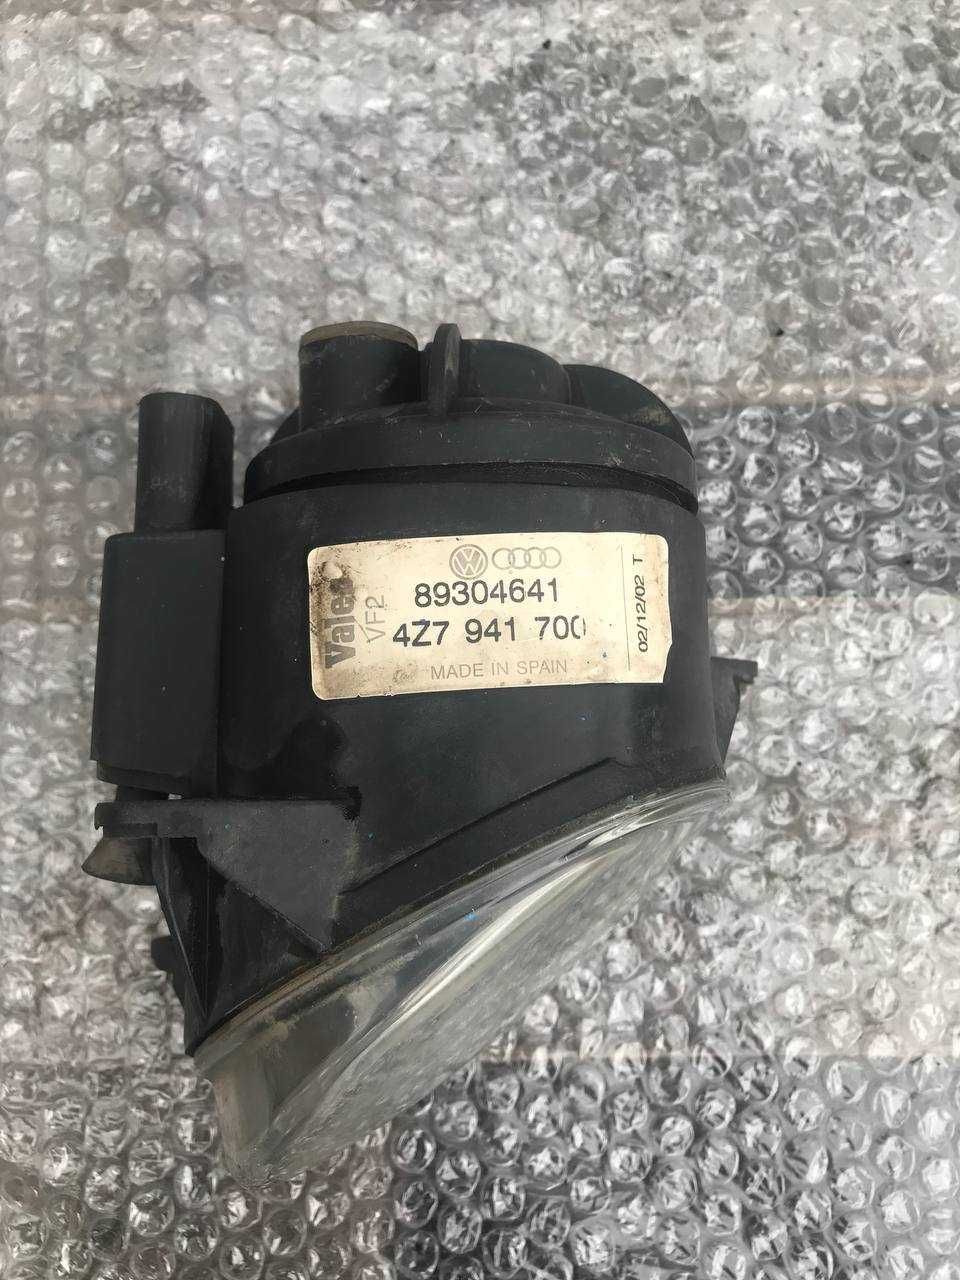 Valeo
VF2
89304641
4Z7 941 700
MADE IN SPAIN
02/12/02 T